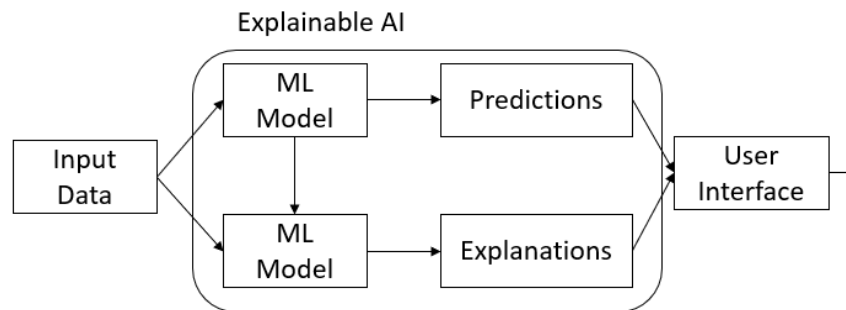 Explainable AI
ML
Model
Predictions
Input
Data
User
Interface
ML
Model
Explanations